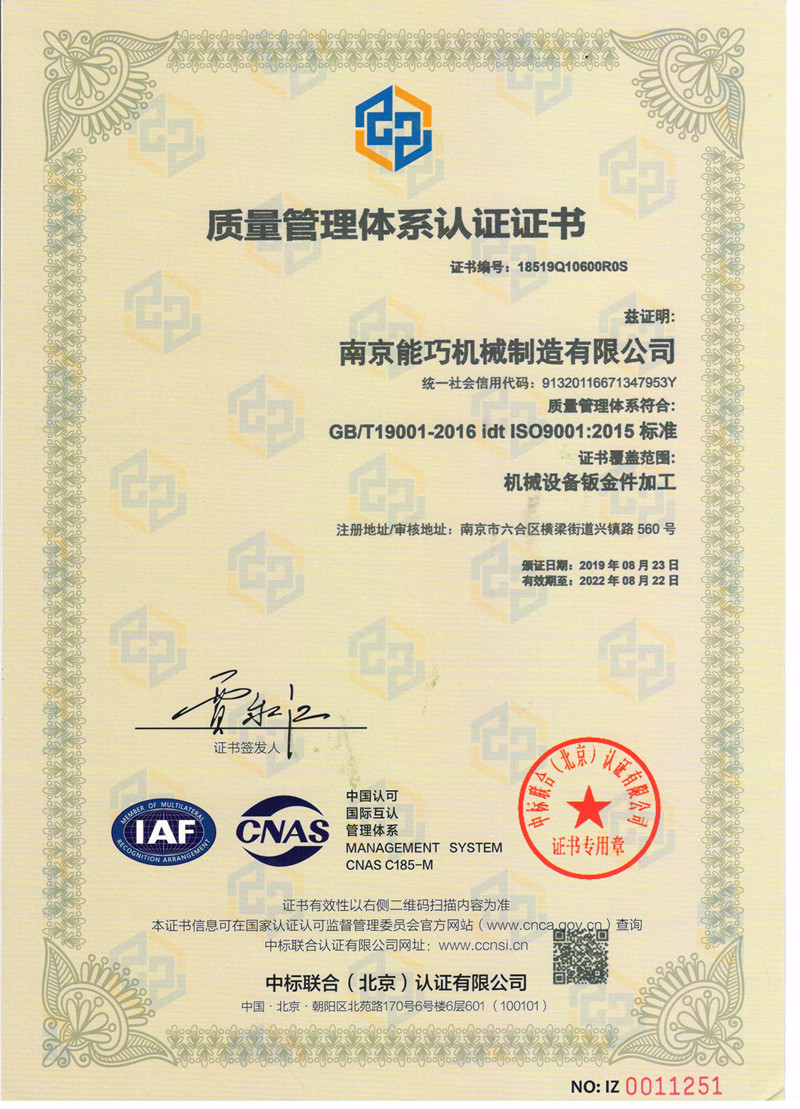 质量管理体系认证证书
证书编号：18519Q10600R0S
兹证明:
南京能巧机械制造有限公司
统一社会信用代码：91320116671347953Y
质量管理体系符合:
GB/T19001-2016 idt ISO9001:2015 标准
证书覆盖范围:
机械设备钣金件加工
注册地址/审核地址：南京市六合区横梁街道兴镇路 560 号
颁证日期：2019 年 08 月 23 日
有效期至：2022 年 08 月 22 日
证书签发人
MEMBER OF MULTILATERAL
IAF
RECOGNITION ARRANGEMENT
CNAS
中国认可
国际互认
管理体系
MANAGEMENT SYSTEM
CNAS C185-M
中标联合（北京）认证有限公司
证书专用章
证书有效性以右侧二维码扫描内容为准
本证书信息可在国家认证认可监督管理委员会官方网站（www.cnca.gov.cn）查询
中标联合认证有限公司网址：www.ccnsi.cn
中标联合（北京）认证有限公司
中国·北京·朝阳区北苑路170号6号楼6层601（100101）
NO: IZ 0011251